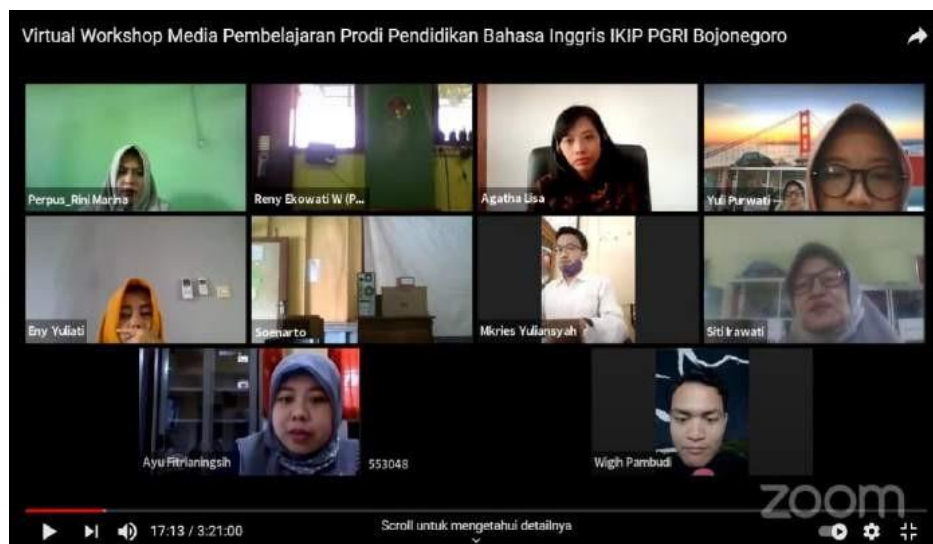 Virtual Workshop Media Pembelajaran Prodi Pendidikan Bahasa Inggris IKIP PGRI Bojonegoro
Perpus_Rini Marina
Reny Ekowati W (P...
Agatha Lisa
Yuli Purwati
Eny Yuliati
Soenarto
Mkries Yuliansyah
Siti Irawati
Ayu Fitrianingsih
553048
Wigih Pambudi
zoom
17:13 / 3:21:00
Scroll untuk mengetahui detailnya